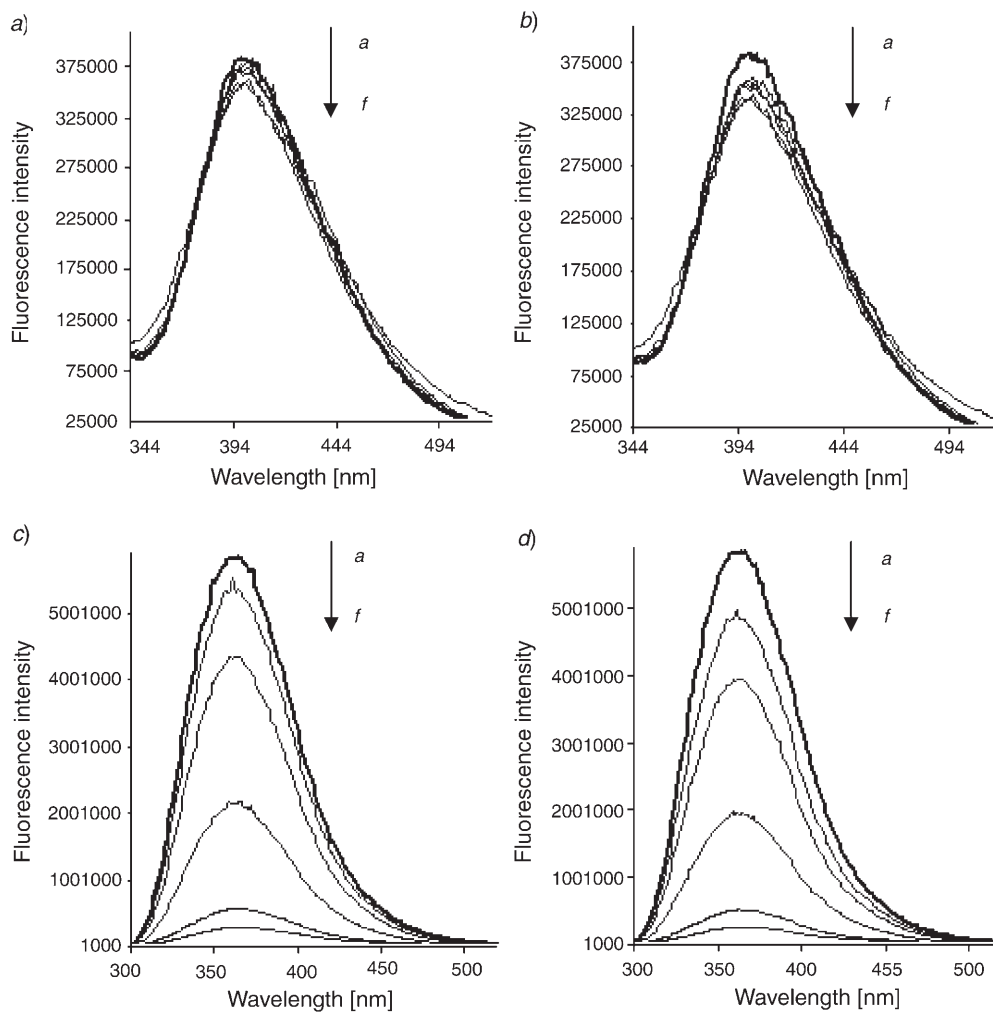 a)
a
f
375000
325000
275000
225000
175000
125000
75000
25000
344
394
444
494
Fluorescence intensity
Wavelength [nm]
b)
a
f
375000
325000
275000
225000
175000
125000
75000
25000
344
394
444
494
Fluorescence intensity
Wavelength [nm]
c)
a
f
5001000
4001000
3001000
2001000
1001000
1000
300
350
400
450
500
Fluorescence intensity
Wavelength [nm]
d)
a
f
5001000
4001000
3001000
2001000
1001000
1000
300
350
400
455
500
Fluorescence intensity
Wavelength [nm]